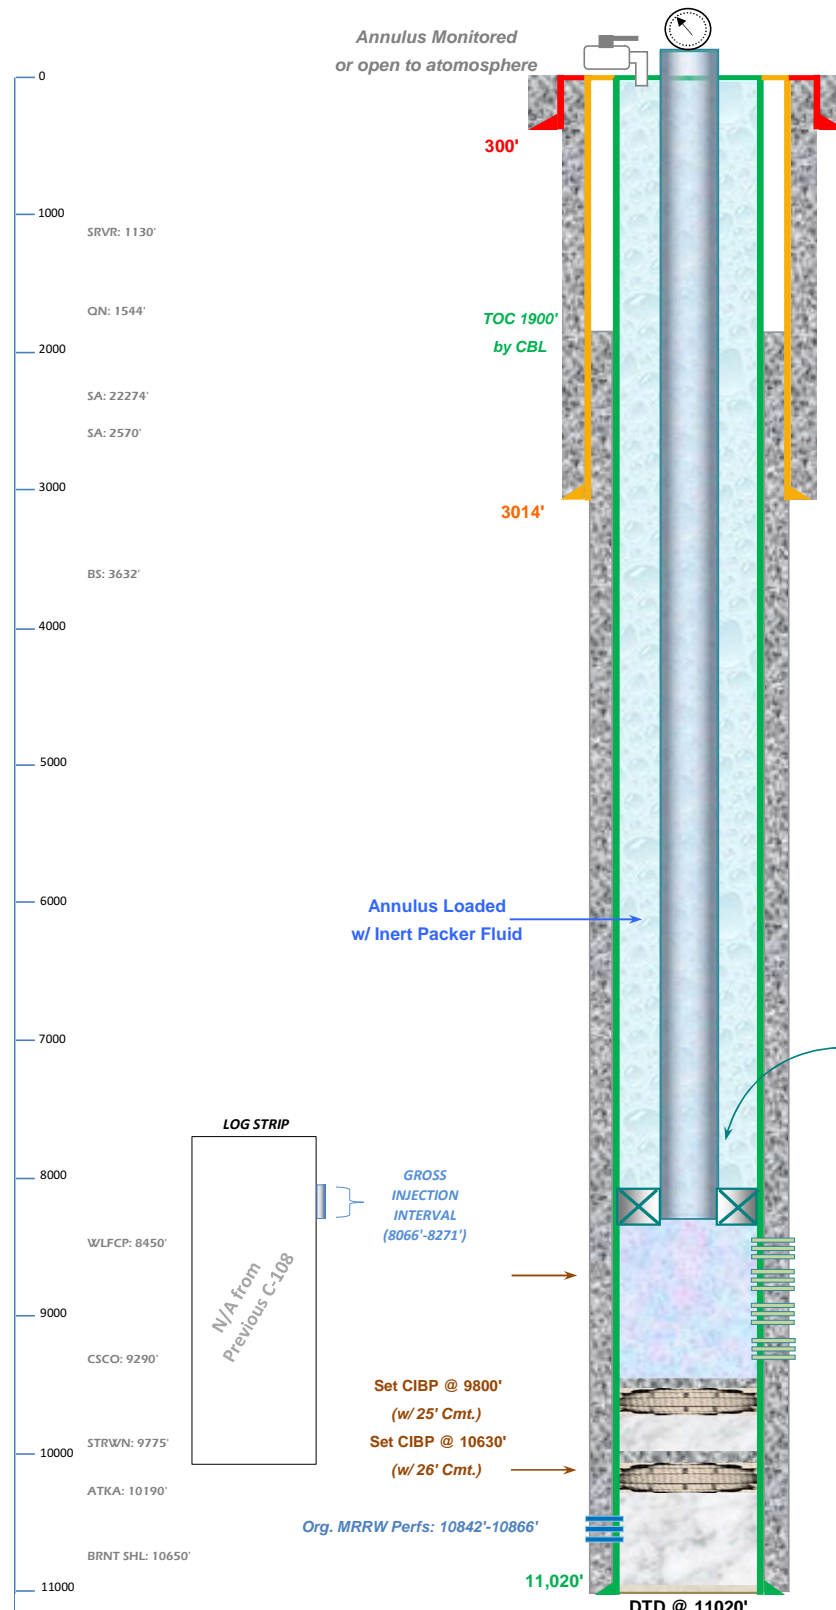 Annulus Monitored
or open to atomosphere
0
300'
1000
SRVR: 1130'
QN: 1544'
TOC 1900'
by CBL
2000
SA: 22274'
SA: 2570'
3000
3014'
BS: 3632'
4000
5000
6000
Annulus Loaded
w/ Inert Packer Fluid
7000
LOG STRIP
8000
GROSS
INJECTION
INTERVAL
(8066'-8271')
WLFCP: 8450'
N/A from
Previous C-108
9000
CSCO: 9290'
Set CIBP @ 9800'
(w/ 25' Cmt.)
STRWN: 9775'
Set CIBP @ 10630'
10000
(w/ 26' Cmt.)
ATKA: 10190'
Org. MRRW Perfs: 10842'-10866'
BRNT SHL: 10650'
11,020'
11000
DTD @ 11020'